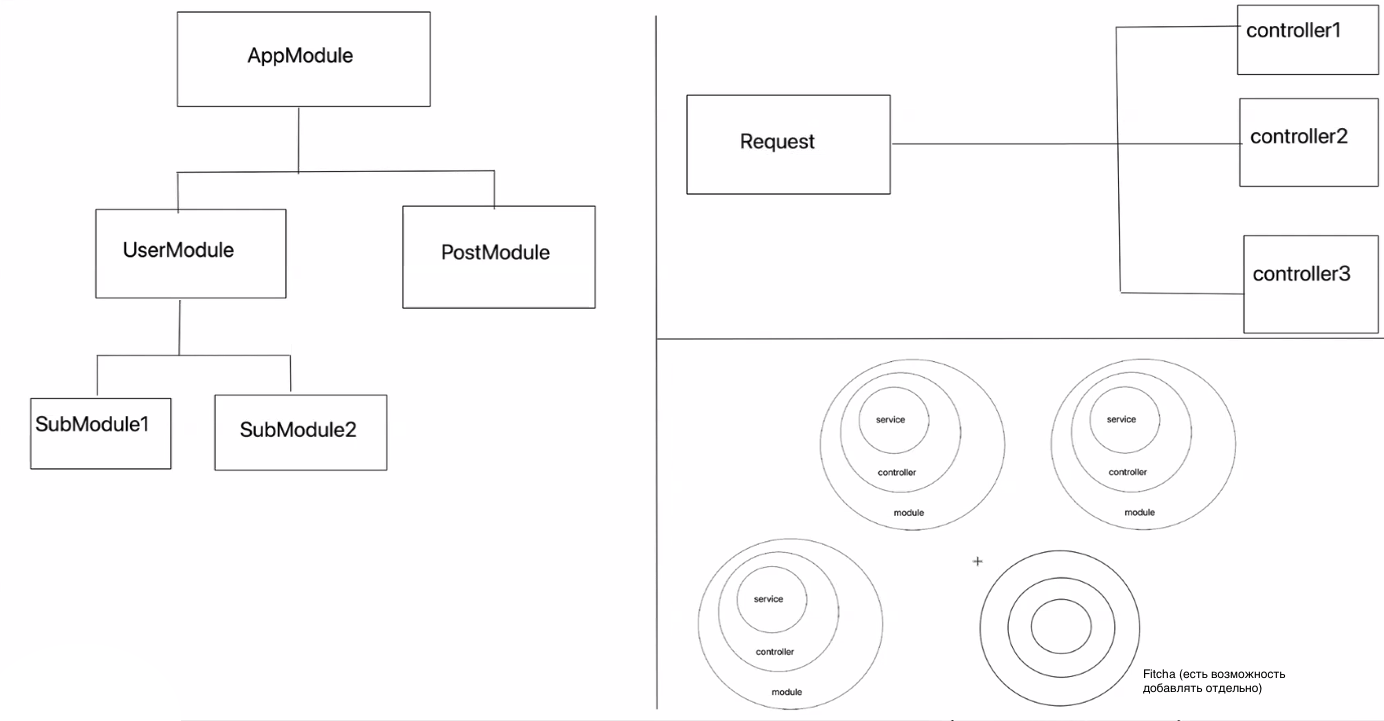 AppModule
UserModule
PostModule
SubModule1
SubModule2
Request
controller1
controller2
controller3
service
controller
module
service
controller
module
service
controller
module
Fitcha (есть возможность
добавлять отдельно)